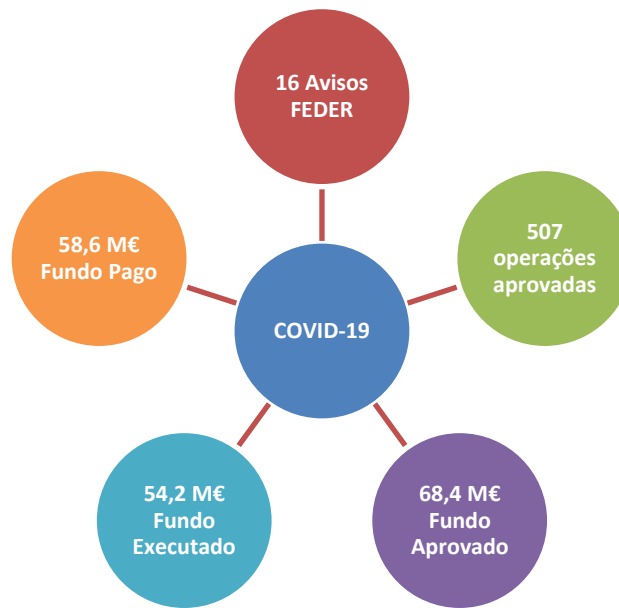 16 Avisos
FEDER
507
operações
aprovadas
68,4 M€
Fundo
Aprovado
54,2 M€
Fundo
Executado
58,6 M€
Fundo Pago
COVID-19